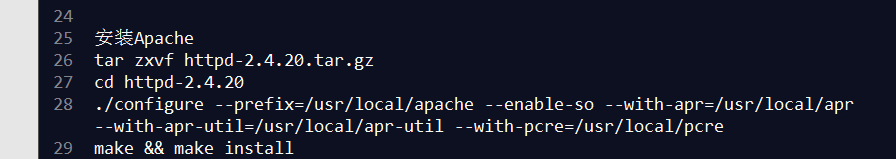 24
25 安装Apache
26 tar zxvf httpd-2.4.20.tar.gz
27 cd httpd-2.4.20
28 ./configure --prefix=/usr/local/apache --enable-so --with-apr=/usr/local/apr
--with-apr-util=/usr/local/apr-util --with-pcre=/usr/local/pcre
29 make && make install